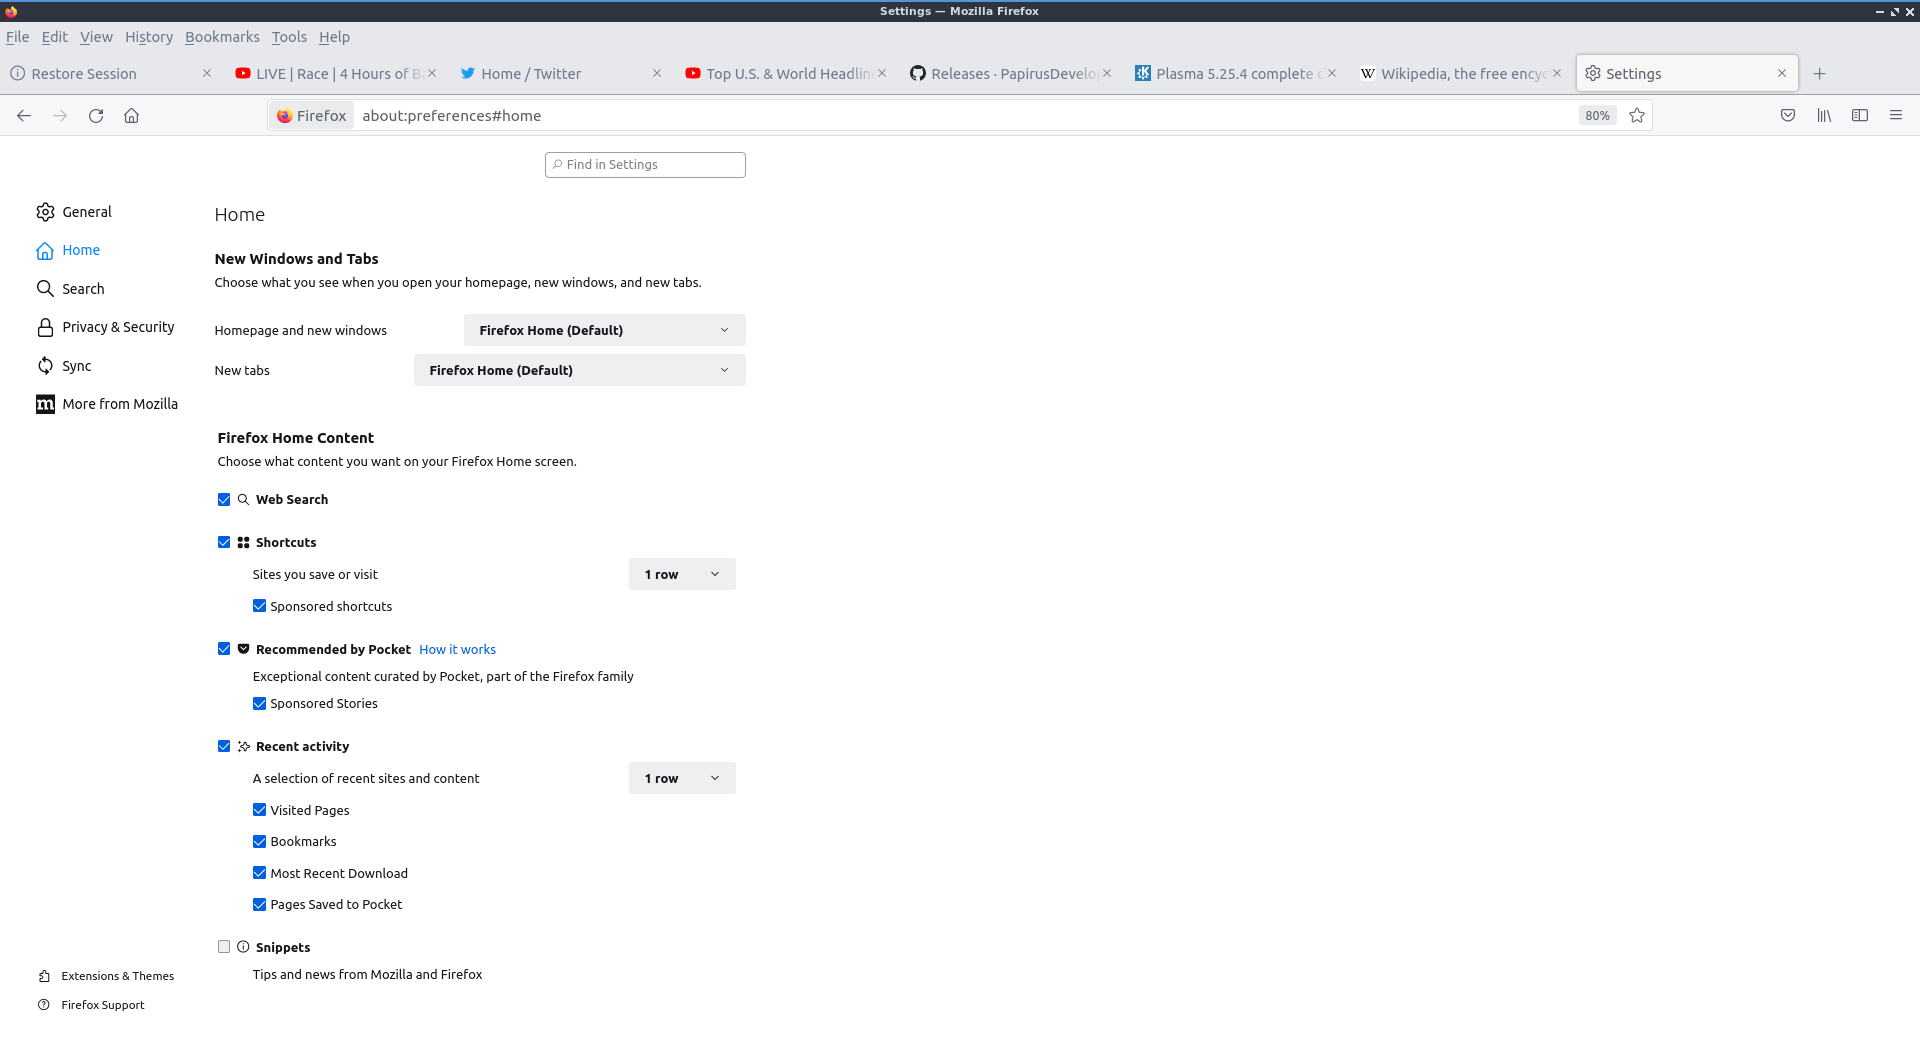 Settings — Mozilla Firefox
File Edit View History Bookmarks Tools Help
Restore Session
LIVE | Race | 4 Hours of B
Home / Twitter
Top U.S. & World Headlin
Releases · PapirusDevelo
Plasma 5.25.4 complete c
Wikipedia, the free ency
Settings
Firefox about:preferences#home 80%
Find in Settings
General
Home
Search
Privacy & Security
Sync
More from Mozilla
Home
New Windows and Tabs
Choose what you see when you open your homepage, new windows, and new tabs.
Homepage and new windows Firefox Home (Default)
New tabs Firefox Home (Default)
Firefox Home Content
Choose what content you want on your Firefox Home screen.
Web Search
Shortcuts
Sites you save or visit 1 row
Sponsored shortcuts
Recommended by Pocket How it works
Exceptional content curated by Pocket, part of the Firefox family
Sponsored Stories
Recent activity
A selection of recent sites and content 1 row
Visited Pages
Bookmarks
Most Recent Download
Pages Saved to Pocket
Snippets
Tips and news from Mozilla and Firefox
Extensions & Themes
Firefox Support